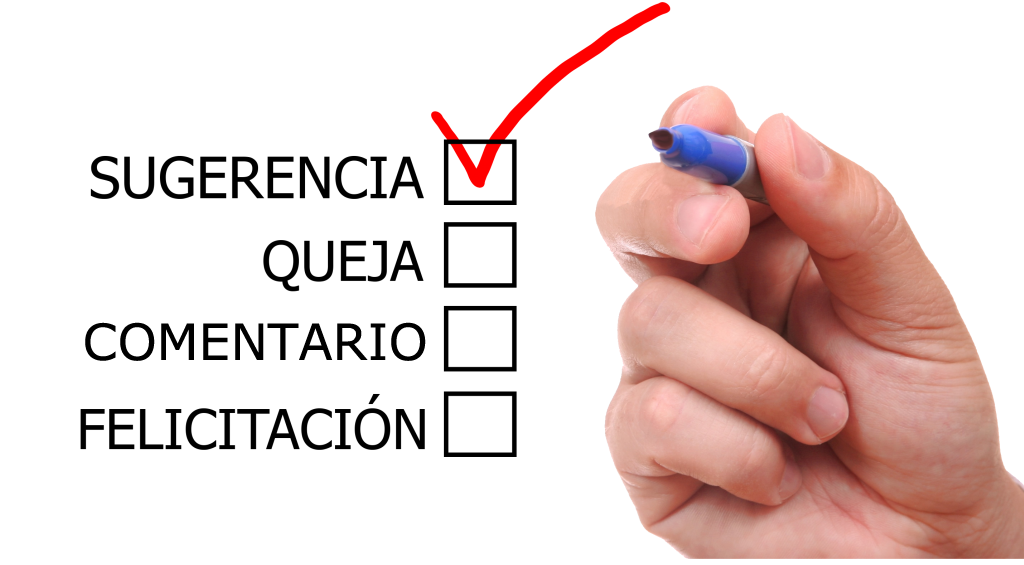 SUGERENCIA
QUEJA
COMENTARIO
FELICITACIÓN